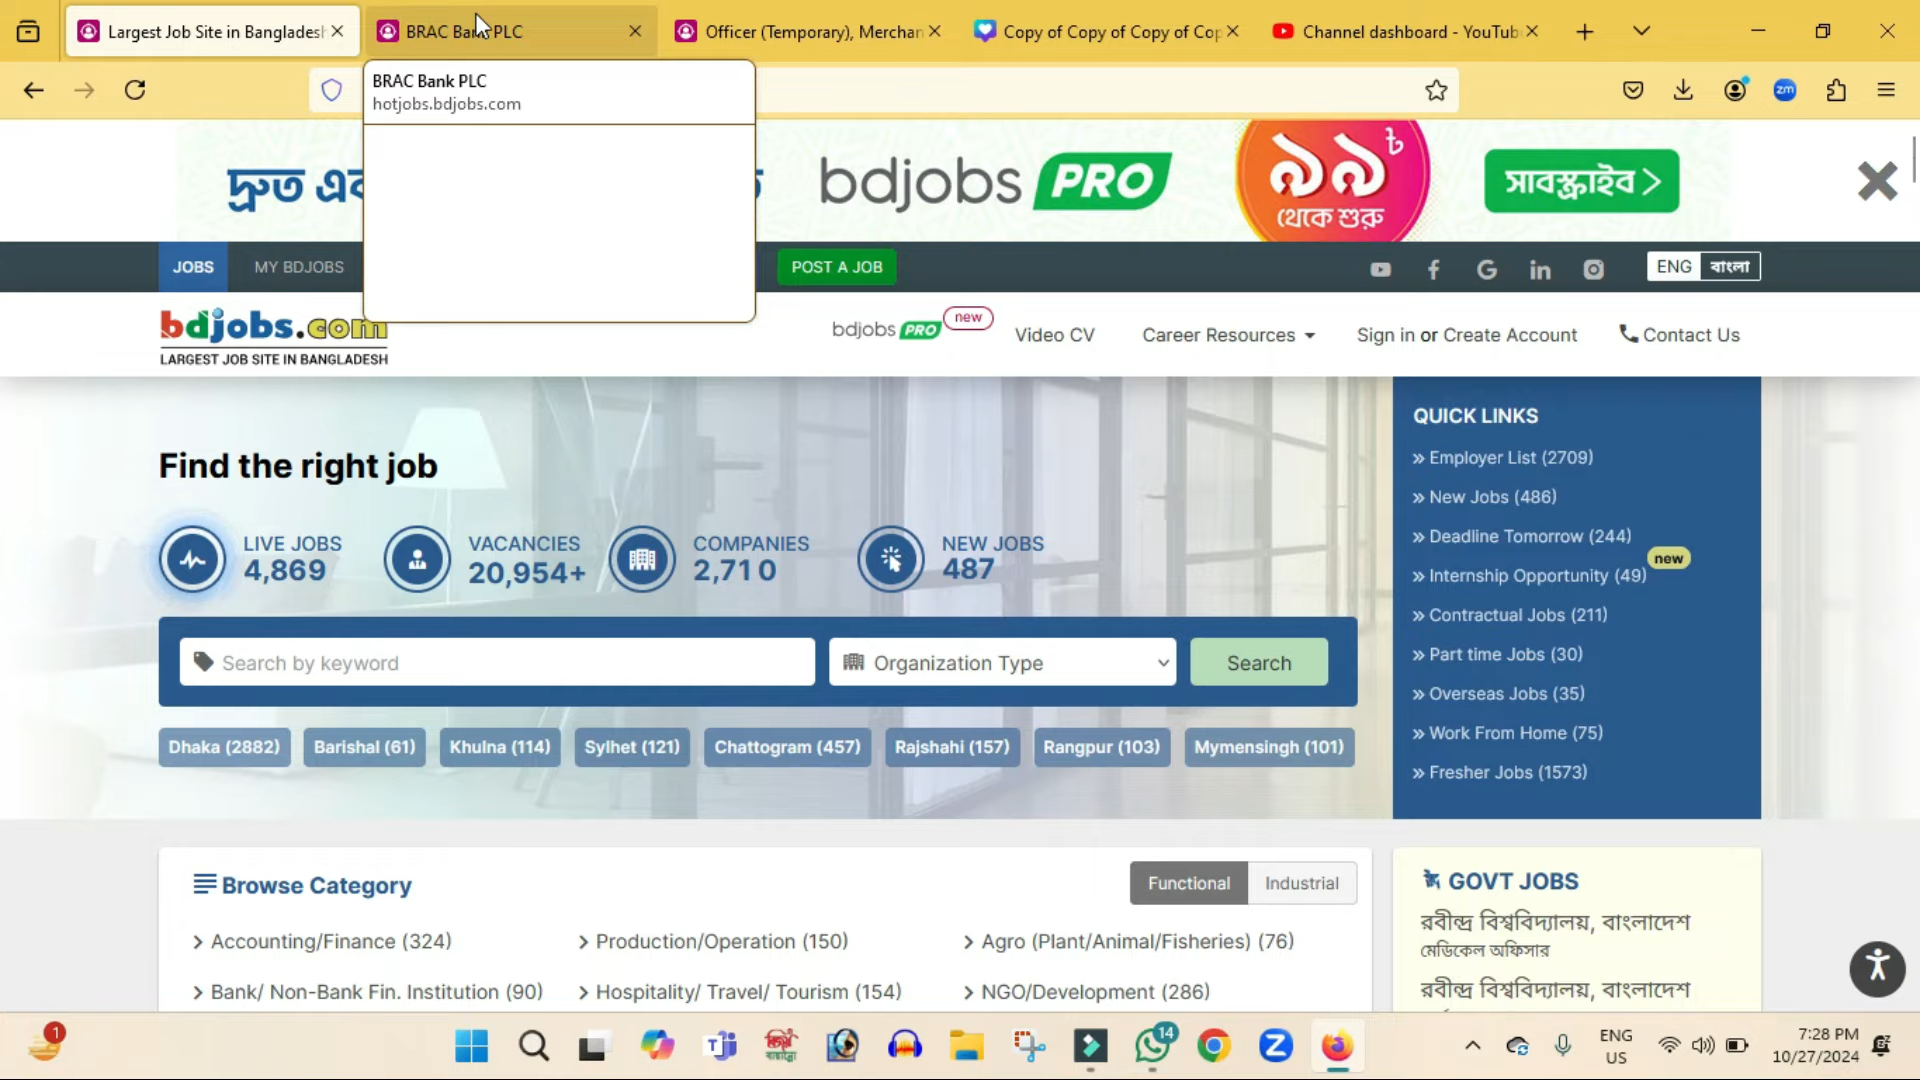 Largest Job Site in Bangladesh
BRAC Bank PLC
Officer (Temporary), Merchan
Copy of Copy of Copy of Cop
Channel dashboard - YouTub
BRAC Bank PLC
hotjobs.bdjobs.com
দ্রুত
bdjobs PRO
৯৯৳
থেকে শুরু
সাবস্ক্রাইব >
JOBS
MY BDJOBS
POST A JOB
ENG বাংলা
bdjobs.com
LARGEST JOB SITE IN BANGLADESH
bdjobs PRO new
Video CV
Career Resources
Sign in or Create Account
Contact Us
Find the right job
LIVE JOBS
4,869
VACANCIES
20,954+
COMPANIES
2,710
NEW JOBS
487
Search by keyword
Organization Type
Search
Dhaka (2882)
Barishal (61)
Khulna (114)
Sylhet (121)
Chattogram (457)
Rajshahi (157)
Rangpur (103)
Mymensingh (101)
QUICK LINKS
» Employer List (2709)
» New Jobs (486)
» Deadline Tomorrow (244)
new
» Internship Opportunity (49)
» Contractual Jobs (211)
» Part time Jobs (30)
» Overseas Jobs (35)
» Work From Home (75)
» Fresher Jobs (1573)
Browse Category
Functional
Industrial
> Accounting/Finance (324)
> Production/Operation (150)
> Agro (Plant/Animal/Fisheries) (76)
> Bank/ Non-Bank Fin. Institution (90)
> Hospitality/ Travel/ Tourism (154)
> NGO/Development (286)
GOVT JOBS
রবীন্দ্র বিশ্ববিদ্যালয়, বাংলাদেশ
মেডিকেল অফিসার
রবীন্দ্র বিশ্ববিদ্যালয়, বাংলাদেশ
1
14
ENG
US
7:28 PM
10/27/2024